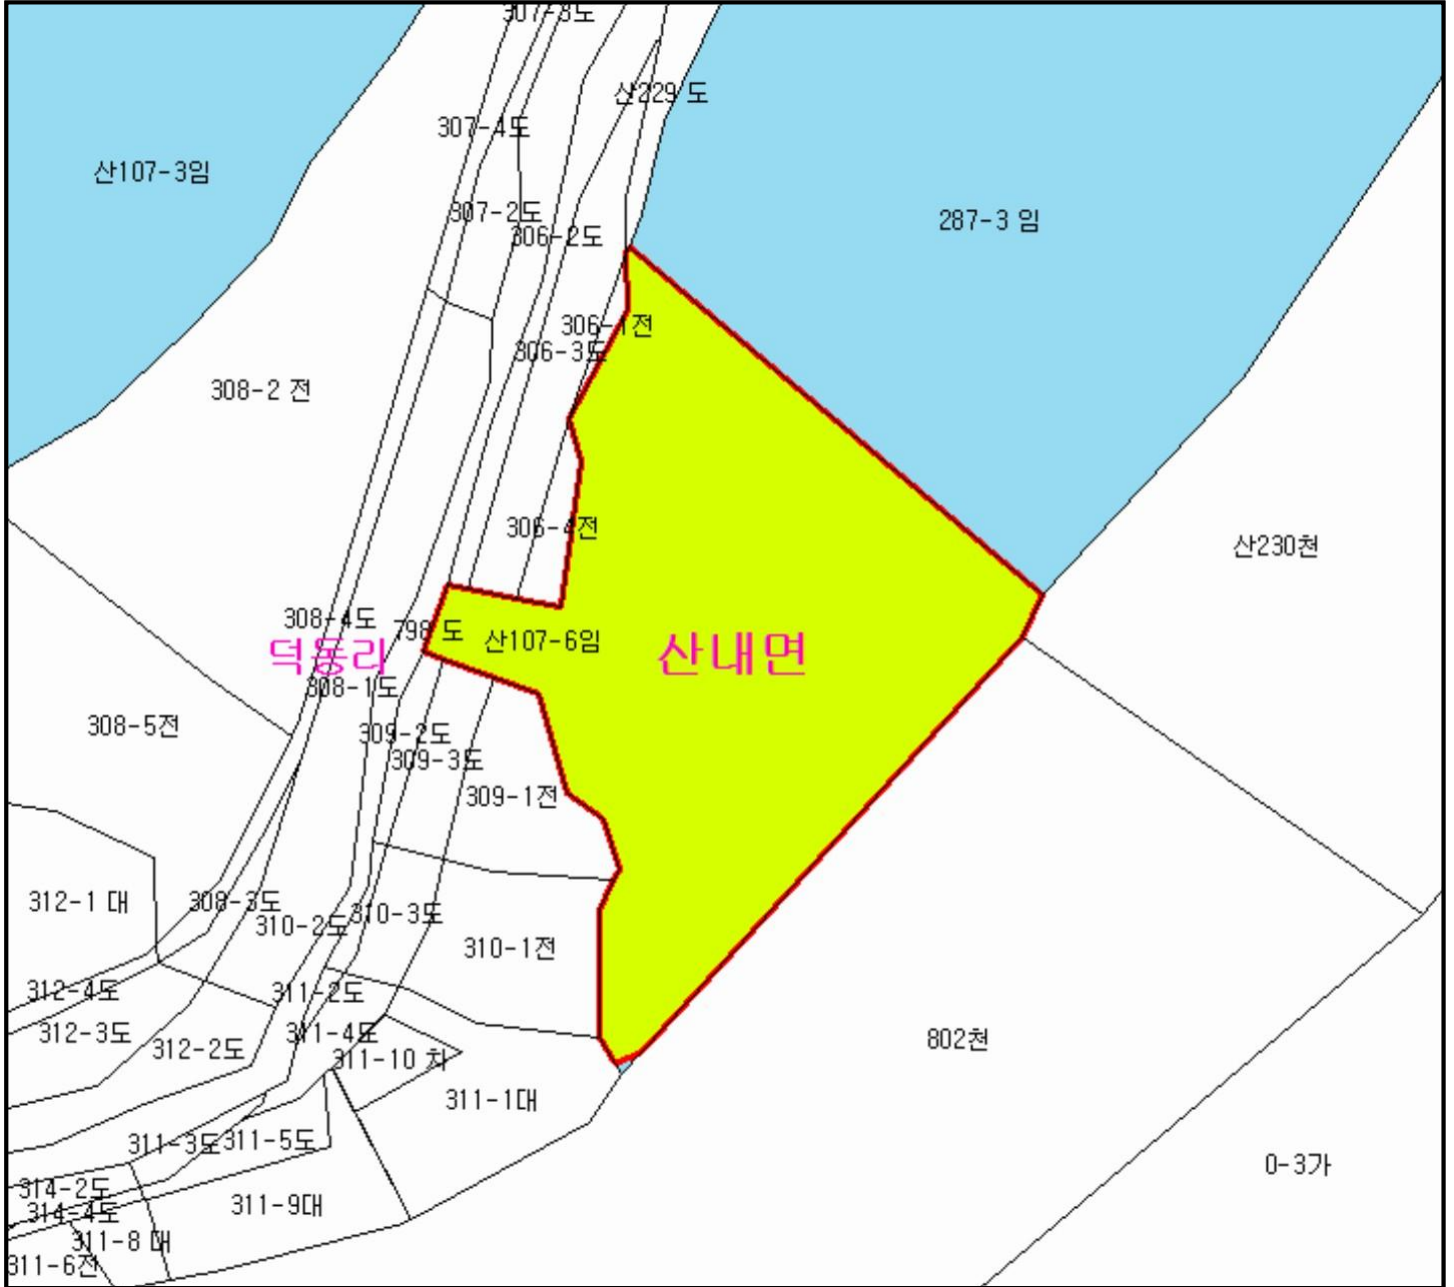 307-3도
산229 도
307-4도
산107-3임
307-2도
287-3 임
306-2도
306-1전
306-3도
308-2 전
306-4전
산230천
308-4도
798 도
산107-6임
덕동리
산내면
308-1도
308-5전
309-2도
309-3도
309-1전
312-1 대
308-3도
310-2도
310-3도
310-1전
312-4도
311-2도
312-3도
311-4도
312-2도
311-10 차
802천
311-1대
311-3도
311-5도
0-3가
314-2도
311-9대
314-4도
311-8 대
311-6전